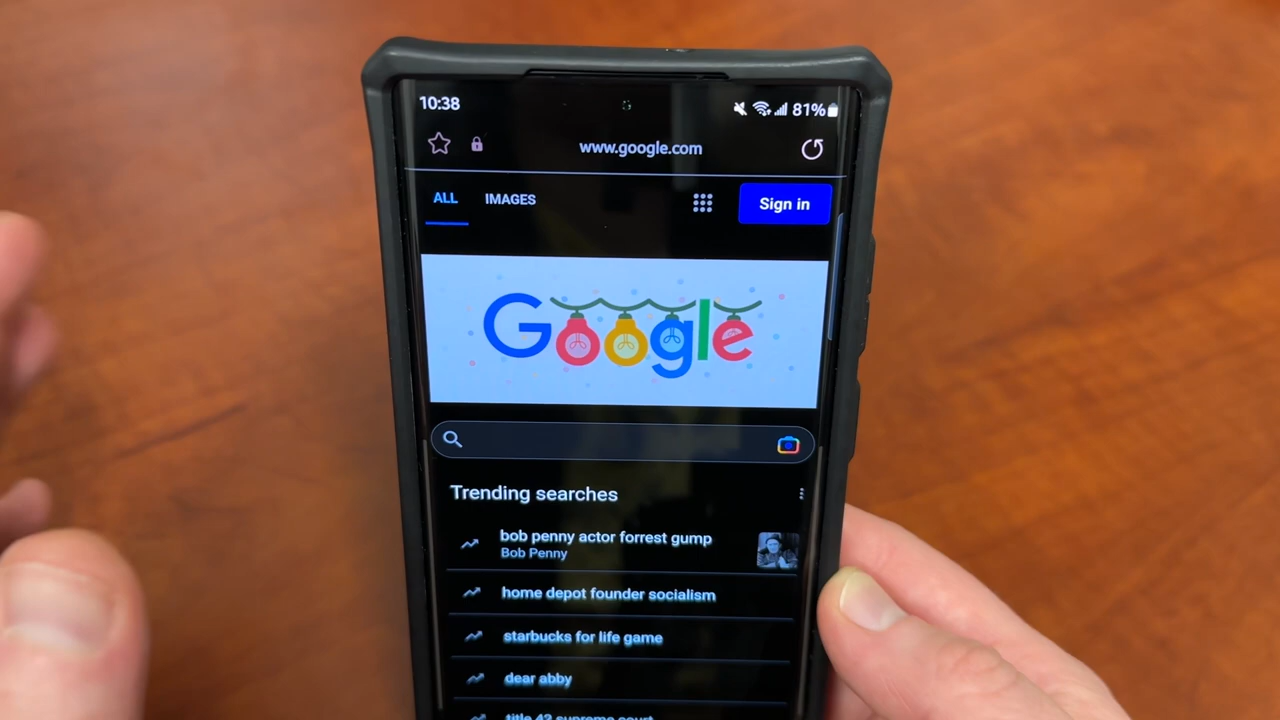 10:38
81%
www.google.com
ALL IMAGES Sign in
Google
Trending searches
bob penny actor forrest gump
Bob Penny
home depot founder socialism
starbucks for life game
dear abby
title 42 supreme court